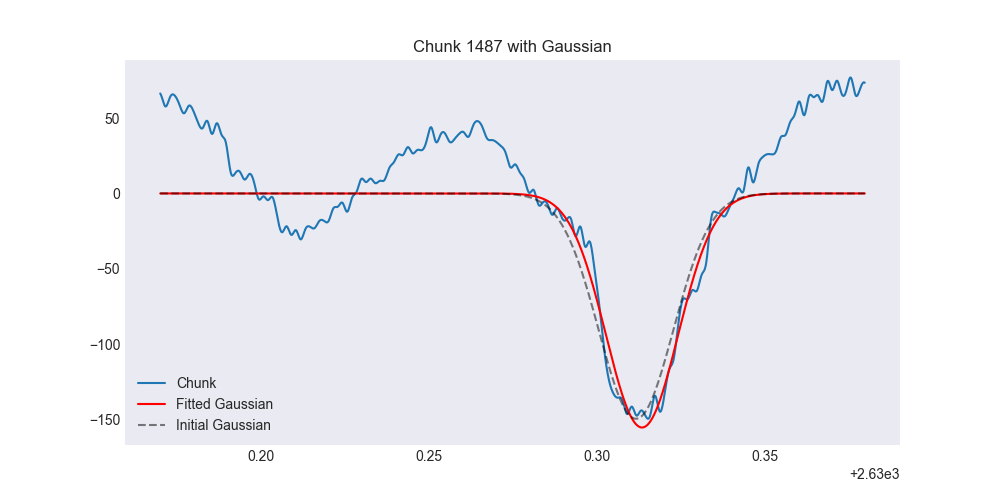 Chunk 1487 with Gaussian
50
0
−50
−100
−150
Chunk
Fitted Gaussian
Initial Gaussian
0.20 0.25 0.30 0.35
+2.63e3